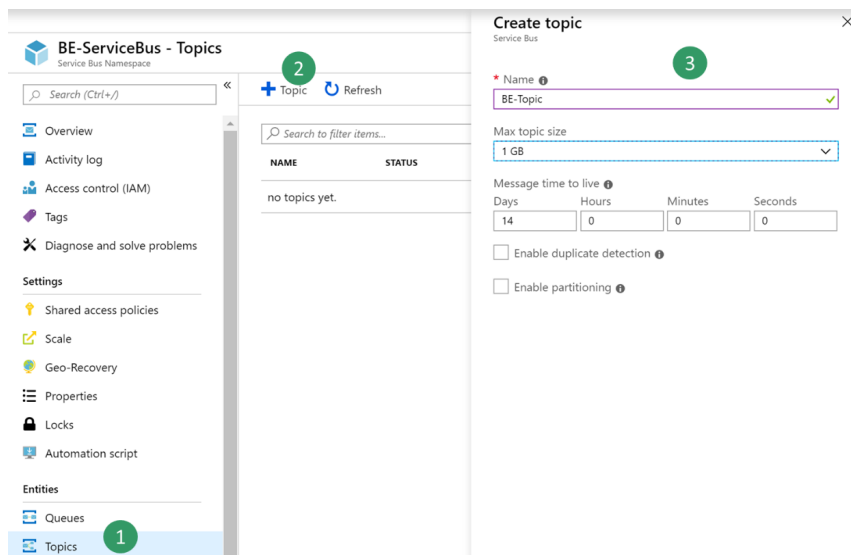 BE-ServiceBus - Topics
Service Bus Namespace
Search (Ctrl+/)
«
Overview
Activity log
Access control (IAM)
Tags
Diagnose and solve problems
Settings
Shared access policies
Scale
Geo-Recovery
Properties
Locks
Automation script
Entities
Queues
Topics
1
2
+ Topic Refresh
Search to filter items...
NAME STATUS
no topics yet.
Create topic
Service Bus
3
* Name
BE-Topic
Max topic size
1 GB
Message time to live
Days Hours Minutes Seconds
14 0 0 0
Enable duplicate detection
Enable partitioning